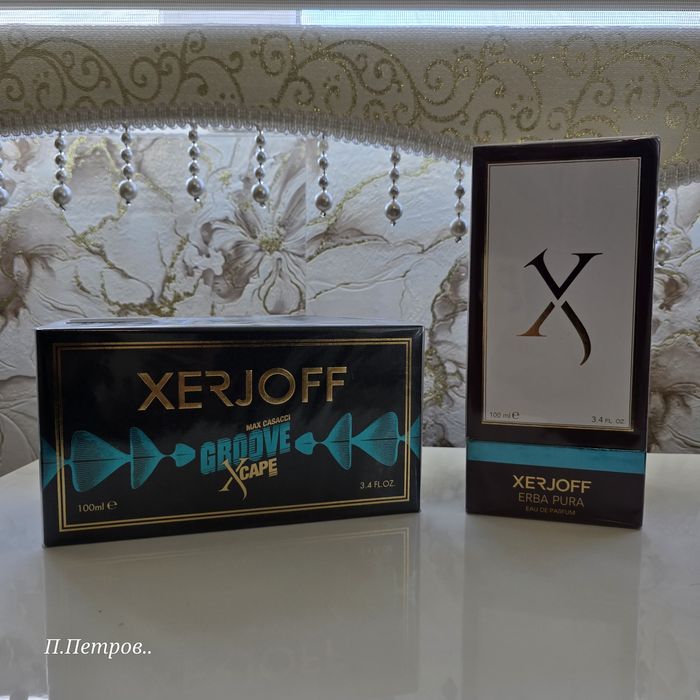 XERJOFF
MAX CASACCI
GROOVE
XCAPE
100ml ℮
3.4 FL.OZ.
X
100 ml ℮
3.4 FL. OZ.
XERJOFF
ERBA PURA
EAU DE PARFUM
П.Петров..